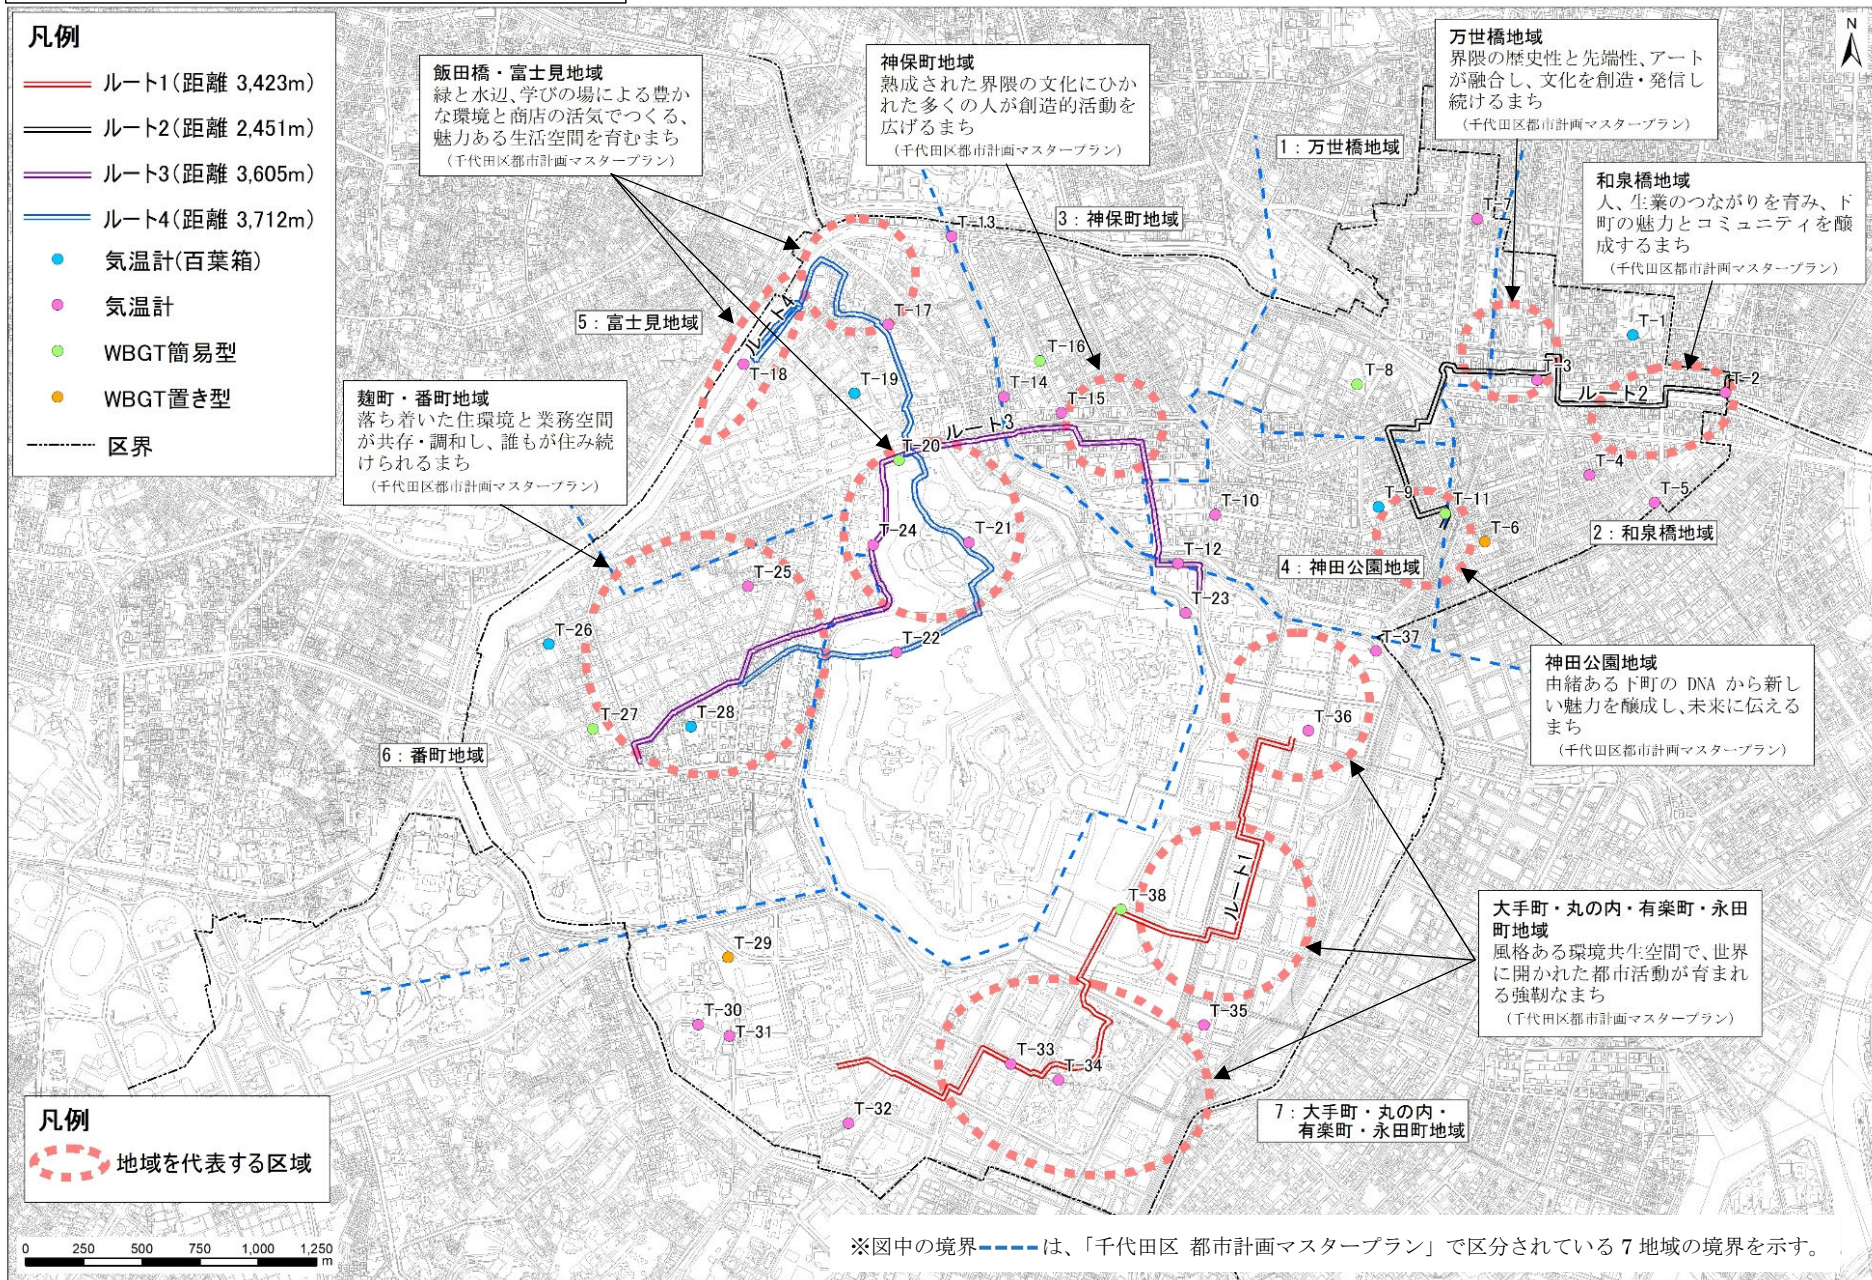 凡例
ルート1(距離 3,423m)
ルート2(距離 2,451m)
ルート3(距離 3,605m)
ルート4(距離 3,712m)
気温計(百葉箱)
気温計
WBGT簡易型
WBGT置き型
区界
飯田橋・富士見地域
緑と水辺、学びの場による豊か
な環境と商店の活気でつくる、
魅力ある生活空間を育むまち
(千代田区都市計画マスタープラン)
神保町地域
熟成された界隈の文化にひか
れた多くの人が創造的活動を
広げるまち
(千代田区都市計画マスタープラン)
万世橋地域
界隈の歴史性と先端性、アート
が融合し、文化を創造・発信し
続けるまち
(千代田区都市計画マスタープラン)
和泉橋地域
人、生業のつながりを育み、下
町の魅力とコミュニティを醸
成するまち
(千代田区都市計画マスタープラン)
麹町・番町地域
落ち着いた住環境と業務空間
が共存・調和し、誰もが住み続
けられるまち
(千代田区都市計画マスタープラン)
神田公園地域
由緒ある下町の DNA から新し
い魅力を醸成し、未来に伝える
まち
(千代田区都市計画マスタープラン)
大手町・丸の内・有楽町・永田
町地域
風格ある環境共生空間で、世界
に開かれた都市活動が育まれ
る強靭なまち
(千代田区都市計画マスタープラン)
1:万世橋地域
2:和泉橋地域
3:神保町地域
4:神田公園地域
5:富士見地域
6:番町地域
7:大手町・丸の内・
有楽町・永田町地域
ルート1
ルート2
ルート3
ルート4
T-1
T-2
T-3
T-4
T-5
T-6
T-7
T-8
T-9
T-10
T-11
T-12
T-13
T-14
T-15
T-16
T-17
T-18
T-19
T-20
T-21
T-22
T-23
T-24
T-25
T-26
T-27
T-28
T-29
T-30
T-31
T-32
T-33
T-34
T-35
T-36
T-37
T-38
N
凡例
地域を代表する区域
0 250 500 750 1,000 1,250
m
※図中の境界 は、「千代田区 都市計画マスタープラン」で区分されている 7 地域の境界を示す。